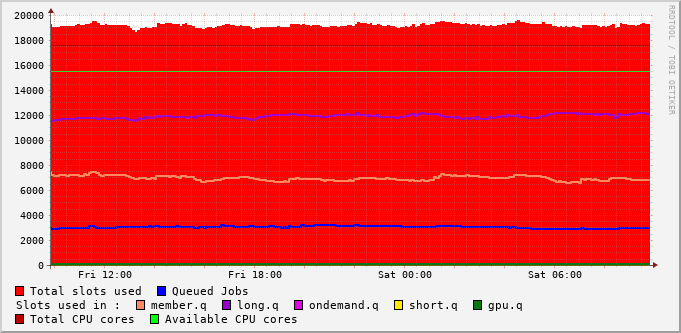 20000
18000
16000
14000
12000
10000
8000
6000
4000
2000
0
Fri 12:00 Fri 18:00 Sat 00:00 Sat 06:00
Total slots used Queued Jobs
Slots used in : member.q long.q ondemand.q short.q gpu.q
Total CPU cores Available CPU cores
RRDTOOL / TOBI OETIKER